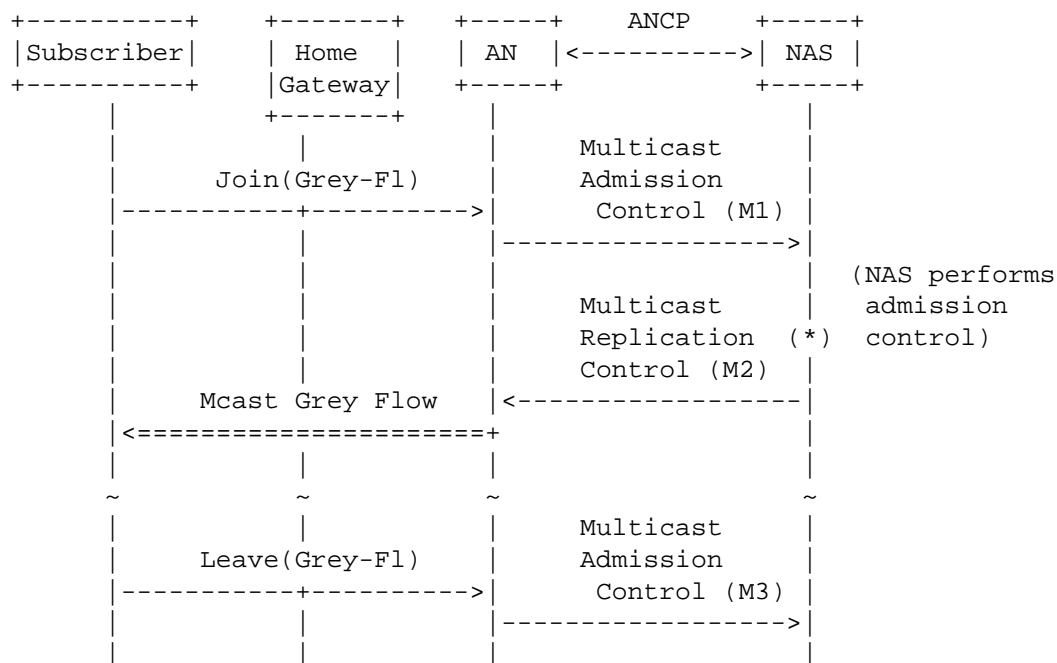 ANCP
Subscriber Home AN NAS
Gateway
Multicast
Join(Grey-Fl) Admission
Control (M1)
(NAS performs
Multicast admission
Replication (*) control)
Control (M2)
Mcast Grey Flow
Multicast
Leave(Grey-Fl) Admission
Control (M3)